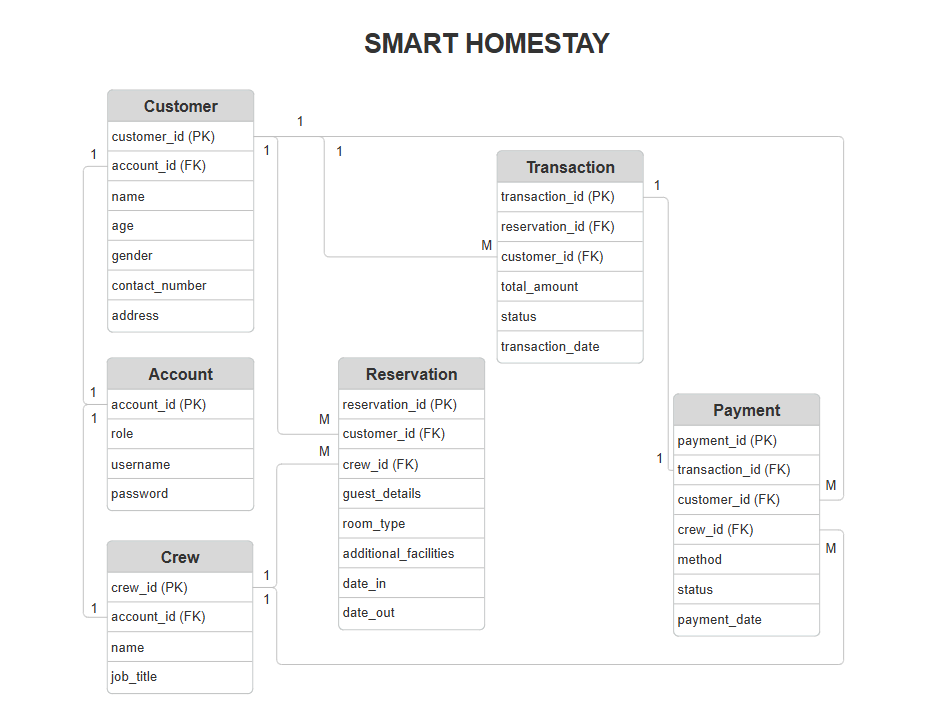 SMART HOMESTAY
Customer
customer_id (PK)
account_id (FK)
name
age
gender
contact_number
address
1
1
1
1
Transaction
transaction_id (PK)
reservation_id (FK)
customer_id (FK)
total_amount
status
transaction_date
1
M
Account
account_id (PK)
role
username
password
1
1
Reservation
reservation_id (PK)
customer_id (FK)
crew_id (FK)
guest_details
room_type
additional_facilities
date_in
date_out
M
M
Payment
payment_id (PK)
transaction_id (FK)
customer_id (FK)
crew_id (FK)
method
status
payment_date
1
M
M
Crew
crew_id (PK)
account_id (FK)
name
job_title
1
1
1